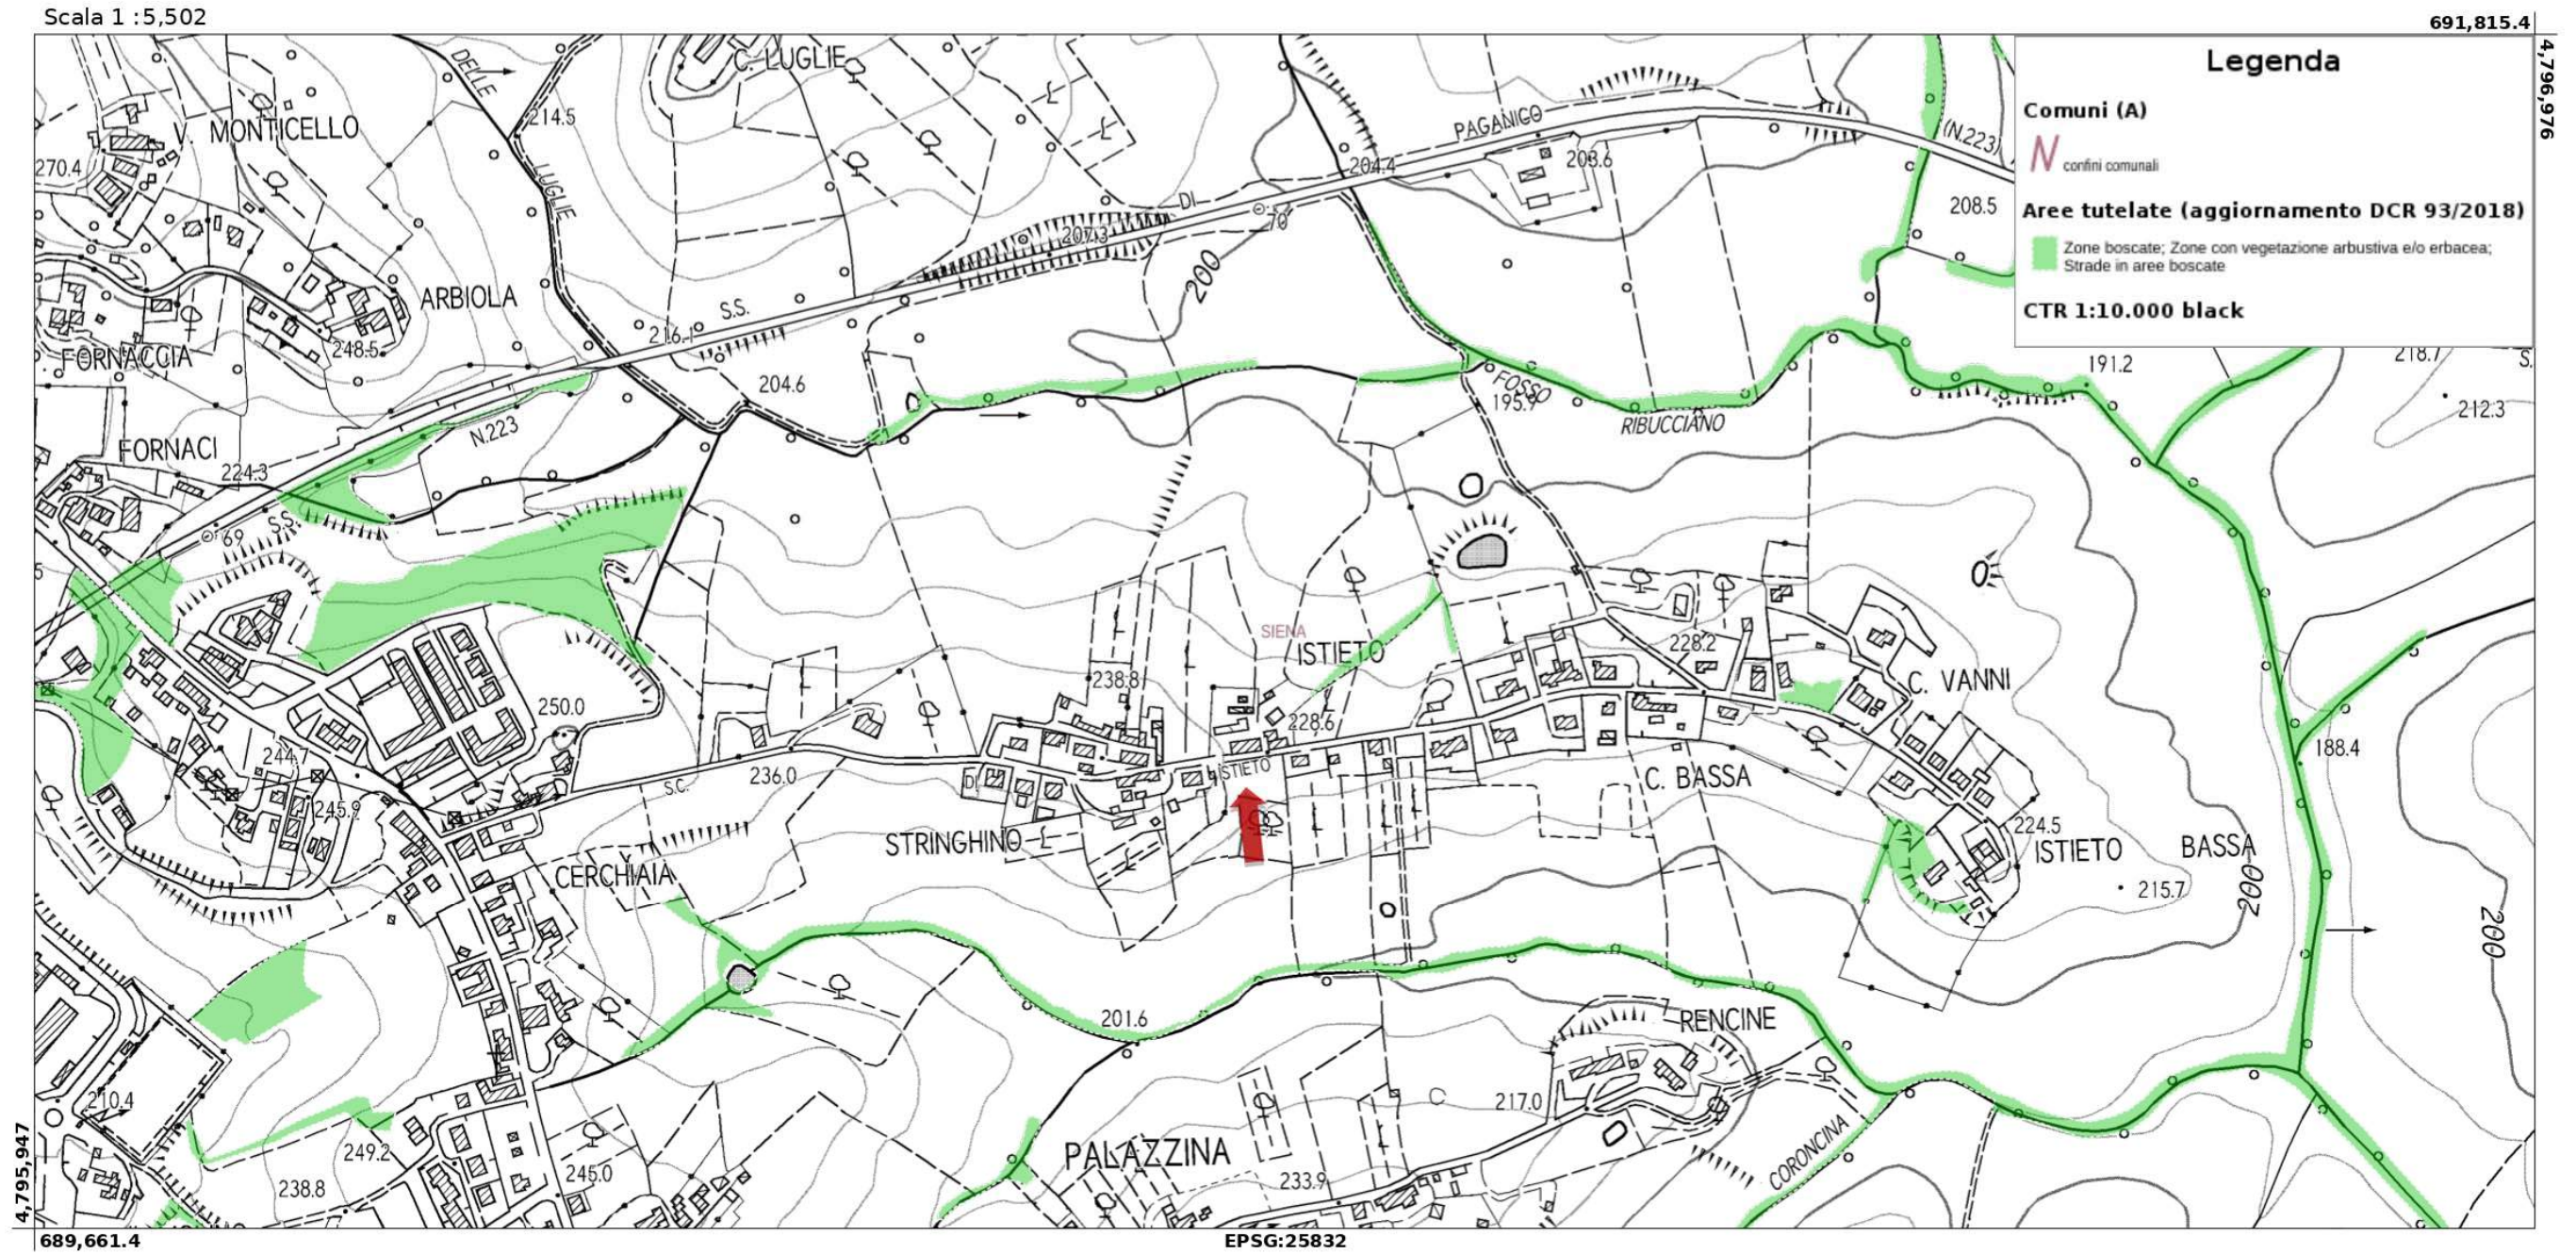 Scala 1 :5,502
691,815.4
4,796,976
Legenda
Comuni (A)
confini comunali
Aree tutelate (aggiornamento DCR 93/2018)
Zone boscate; Zone con vegetazione arbustiva e/o erbacea;
Strade in aree boscate
CTR 1:10.000 black
C. LUGLIE
DELLE
LUGLIE
214.5
V. MONTICELLO
270.4
PAGANICO
(N.223)
204.4
203.6
208.5
DI
70
207.3
200
ARBIOLA
S.S.
216.1
248.5
FORNACCIA
204.6
191.2
218.7
S.
212.3
FOSSO
195.9
RIBUCCIANO
N.223
FORNACI
224.3
S.S.
69
5
SIENA
ISTIETO
228.2
238.8
C. VANNI
250.0
228.6
244.7
188.4
236.0
S.C.
DI
ISTIETO
C. BASSA
245.9
STRINGHINO
224.5
ISTIETO BASSA
CERCHIAIA
215.7
200
200
201.6
RENCINE
210.4
217.0
C
249.2
PALAZZINA
CORONCINA
238.8
245.0
233.9
4,795,947
689,661.4
EPSG:25832